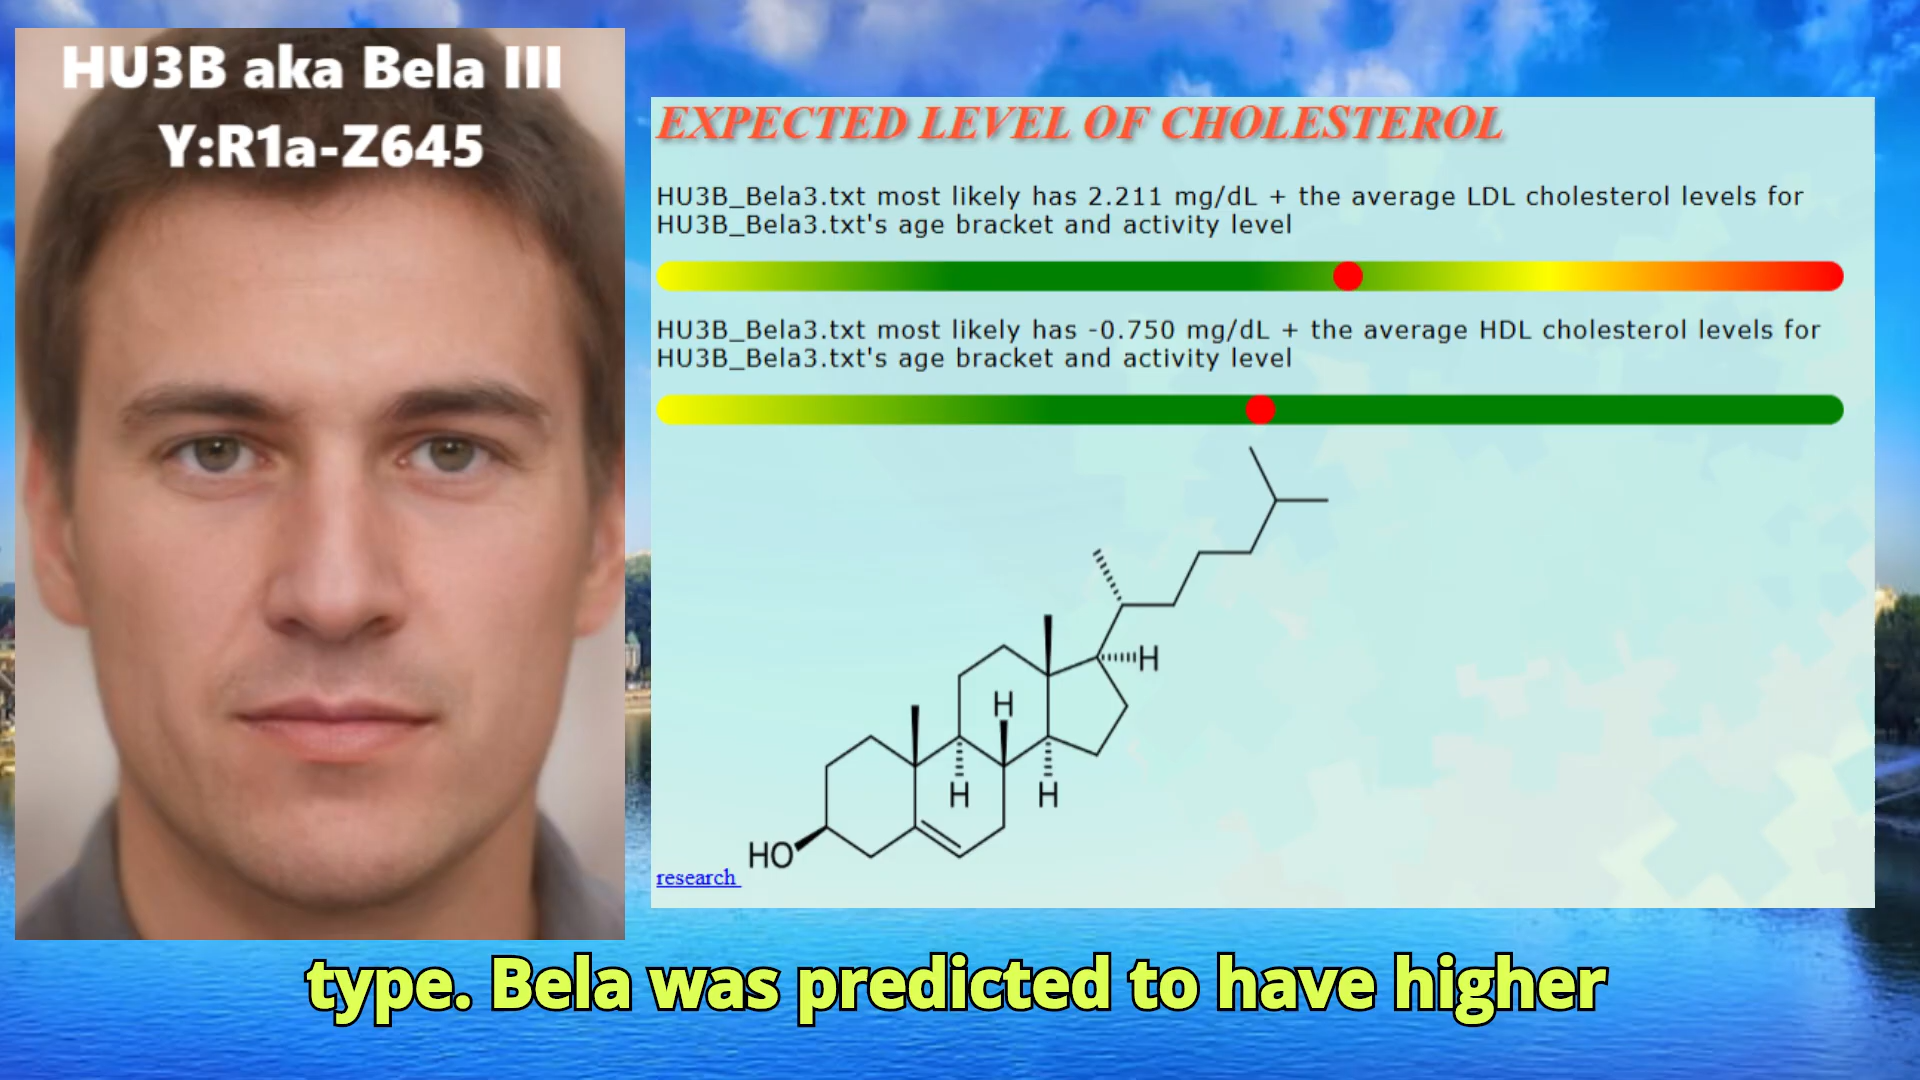 HU3B aka Bela III
Y:R1a-Z645
EXPECTED LEVEL OF CHOLESTEROL
HU3B_Bela3.txt most likely has 2.211 mg/dL + the average LDL cholesterol levels for
HU3B_Bela3.txt's age bracket and activity level
HU3B_Bela3.txt most likely has -0.750 mg/dL + the average HDL cholesterol levels for
HU3B_Bela3.txt's age bracket and activity level
H
H
H
H
HO
research
type. Bela was predicted to have higher